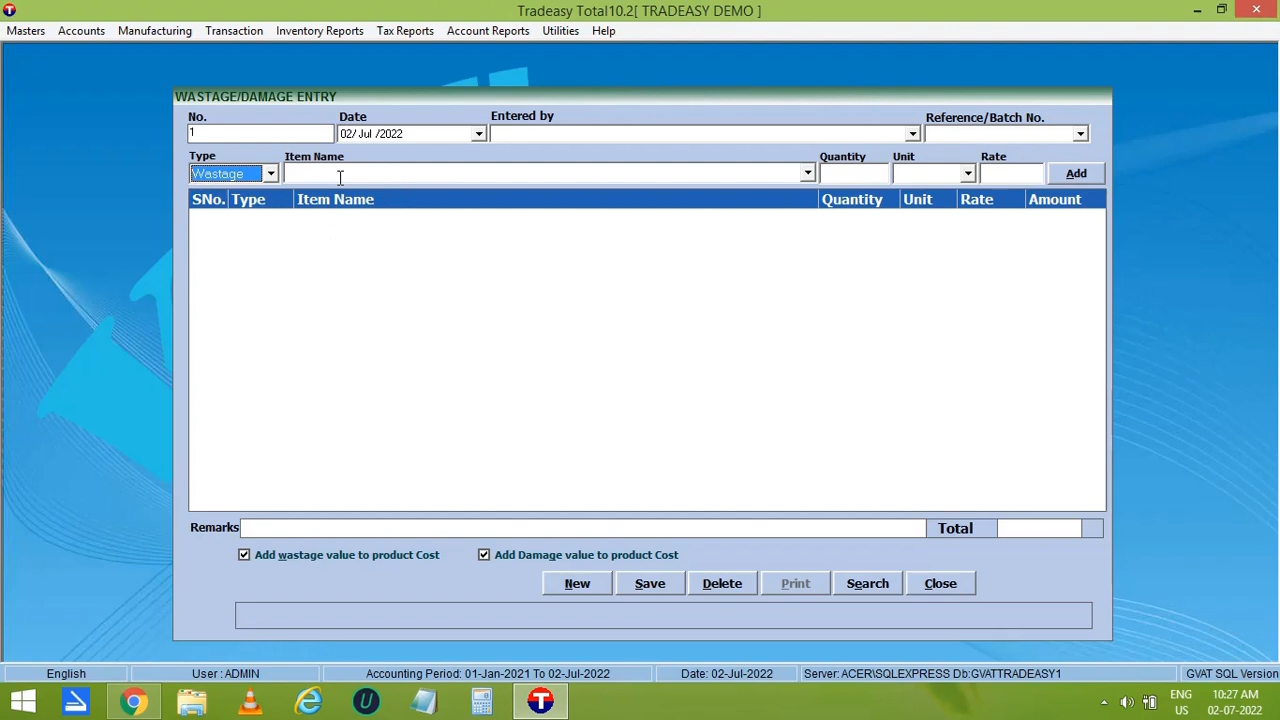 Tradeasy Total10.2[ TRADEASY DEMO ]
Masters Accounts Manufacturing Transaction Inventory Reports Tax Reports Account Reports Utilities Help
WASTAGE/DAMAGE ENTRY
No. Date Entered by Reference/Batch No.
1 02/ Jul /2022
Type Item Name Quantity Unit Rate
Wastage Add
SNo. Type Item Name Quantity Unit Rate Amount
Remarks Total
Add wastage value to product Cost Add Damage value to product Cost
New Save Delete Print Search Close
English User : ADMIN Accounting Period: 01-Jan-2021 To 02-Jul-2022 Date: 02-Jul-2022 Server: ACER\SQLEXPRESS Db:GVATTRADEASY1 GVAT SQL Version
ENG 10:27 AM
US 02-07-2022